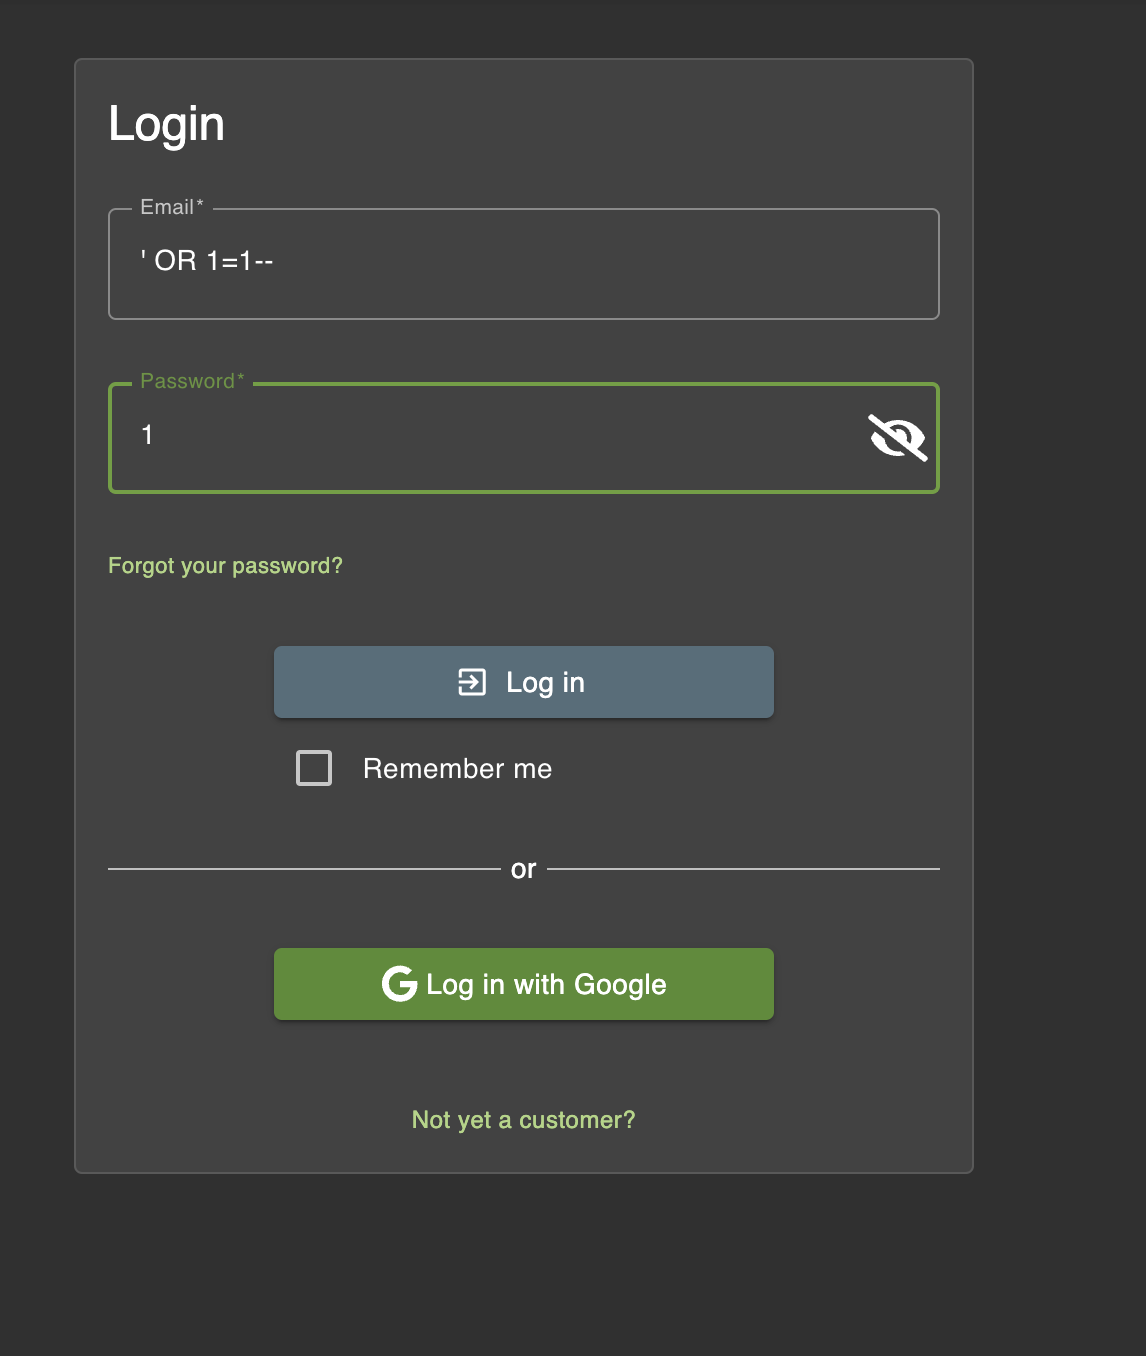 Login
Email*
' OR 1=1--
Password*
1
Forgot your password?
Log in
Remember me
or
Log in with Google
Not yet a customer?